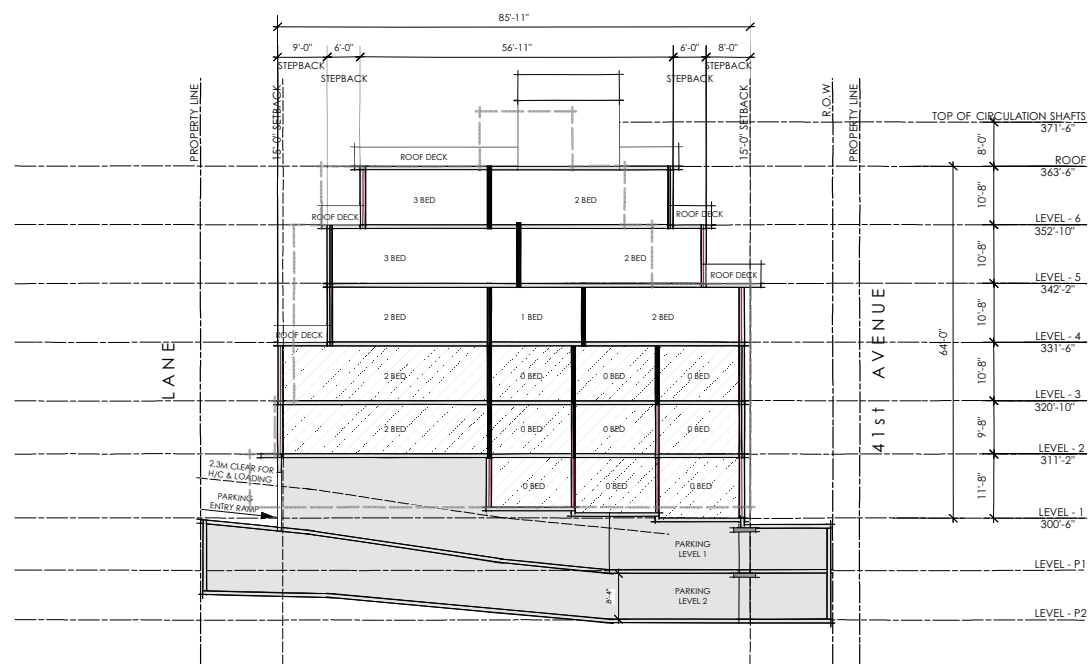 85'-11"
9'-0" 6'-0" 56'-11" 6'-0" 8'-0"
STEPBACK STEPBACK
STEPBACK STEPBACK
PROPERTY LINE
15'-0" SETBACK
15'-0" SETBACK
R.O.W
PROPERTY LINE
TOP OF CIRCULATION SHAFTS
371'-6"
8'-0"
ROOF DECK
ROOF
363'-6"
3 BED 2 BED
10'-8"
ROOF DECK ROOF DECK
LEVEL - 6
352'-10"
3 BED 2 BED
10'-8"
ROOF DECK
LEVEL - 5
342'-2"
2 BED 1 BED 2 BED
10'-8"
ROOF DECK
LEVEL - 4
331'-6"
64'-0"
LANE
41st AVENUE
2 BED 0 BED 0 BED 0 BED
10'-8"
LEVEL - 3
320'-10"
2 BED 0 BED 0 BED 0 BED
9'-8"
LEVEL - 2
311'-2"
2.3M CLEAR FOR
H/C & LOADING
0 BED 0 BED 0 BED
11'-8"
PARKING
ENTRY RAMP
LEVEL - 1
300'-6"
PARKING
LEVEL 1
LEVEL - P1
8'-4"
PARKING
LEVEL 2
LEVEL - P2